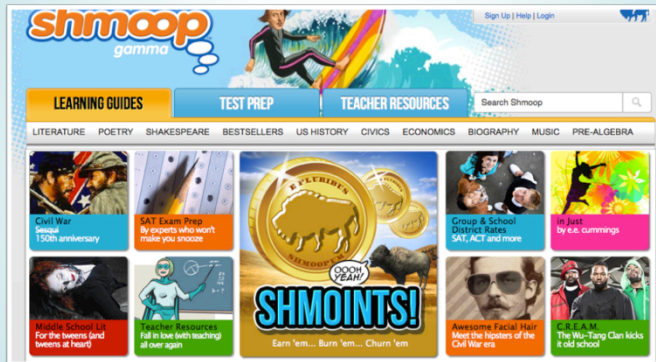 shmoop
gamma
Sign Up | Help | Login
LEARNING GUIDES
TEST PREP
TEACHER RESOURCES
Search Shmoop
LITERATURE POETRY SHAKESPEARE BESTSELLERS US HISTORY CIVICS ECONOMICS BIOGRAPHY MUSIC PRE-ALGEBRA
Civil War
Sesqui
150th anniversary
SAT Exam Prep
By experts who won't
make you snooze
E PLURIBUS
SHMOOPUM
OOOH
YEAH!
SHMOINTS!
Earn 'em... Burn 'em... Churn 'em
Group & School
District Rates
SAT, ACT and more
in Just
by e.e. cummings
Middle School Lit
For the tweens (and
tweens at heart)
Teacher Resources
Fall in love (with teaching)
all over again
Awesome Facial Hair
Meet the hipsters of the
Civil War era
C.R.E.A.M.
The Wu-Tang Clan kicks
it old school